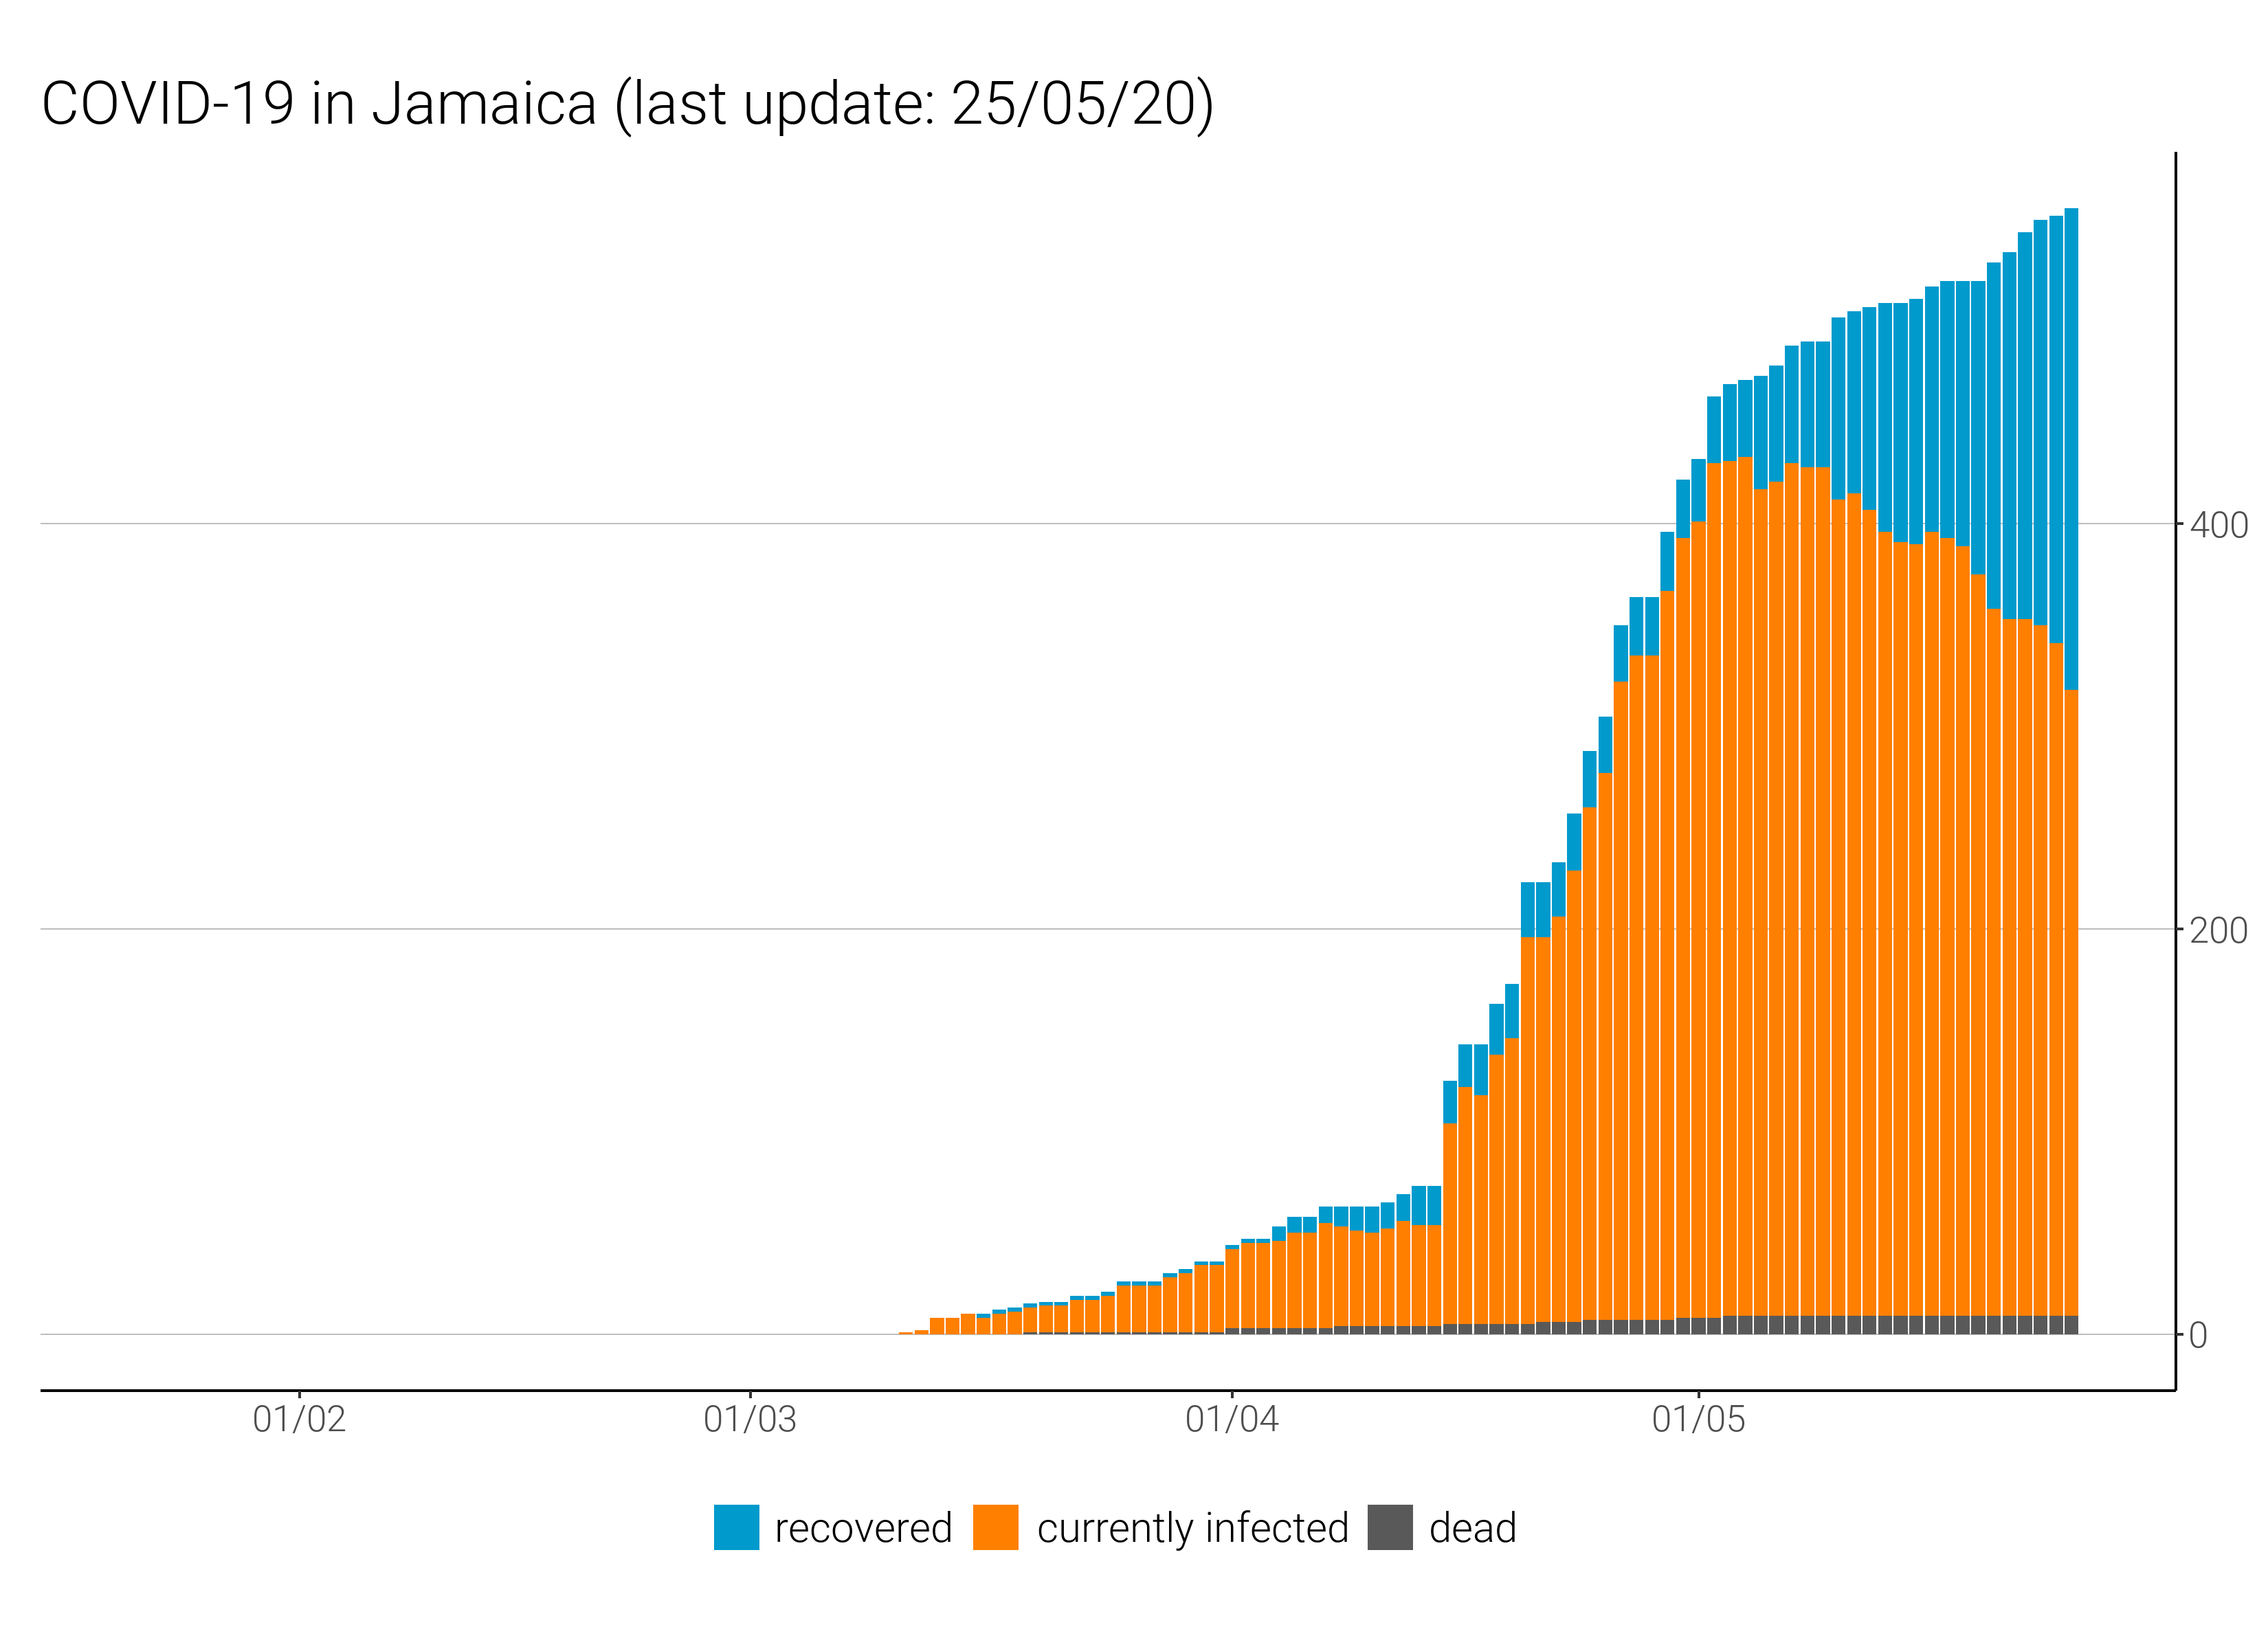 COVID-19 in Jamaica (last update: 25/05/20)
400
200
0
01/02 01/03 01/04 01/05
recovered currently infected dead